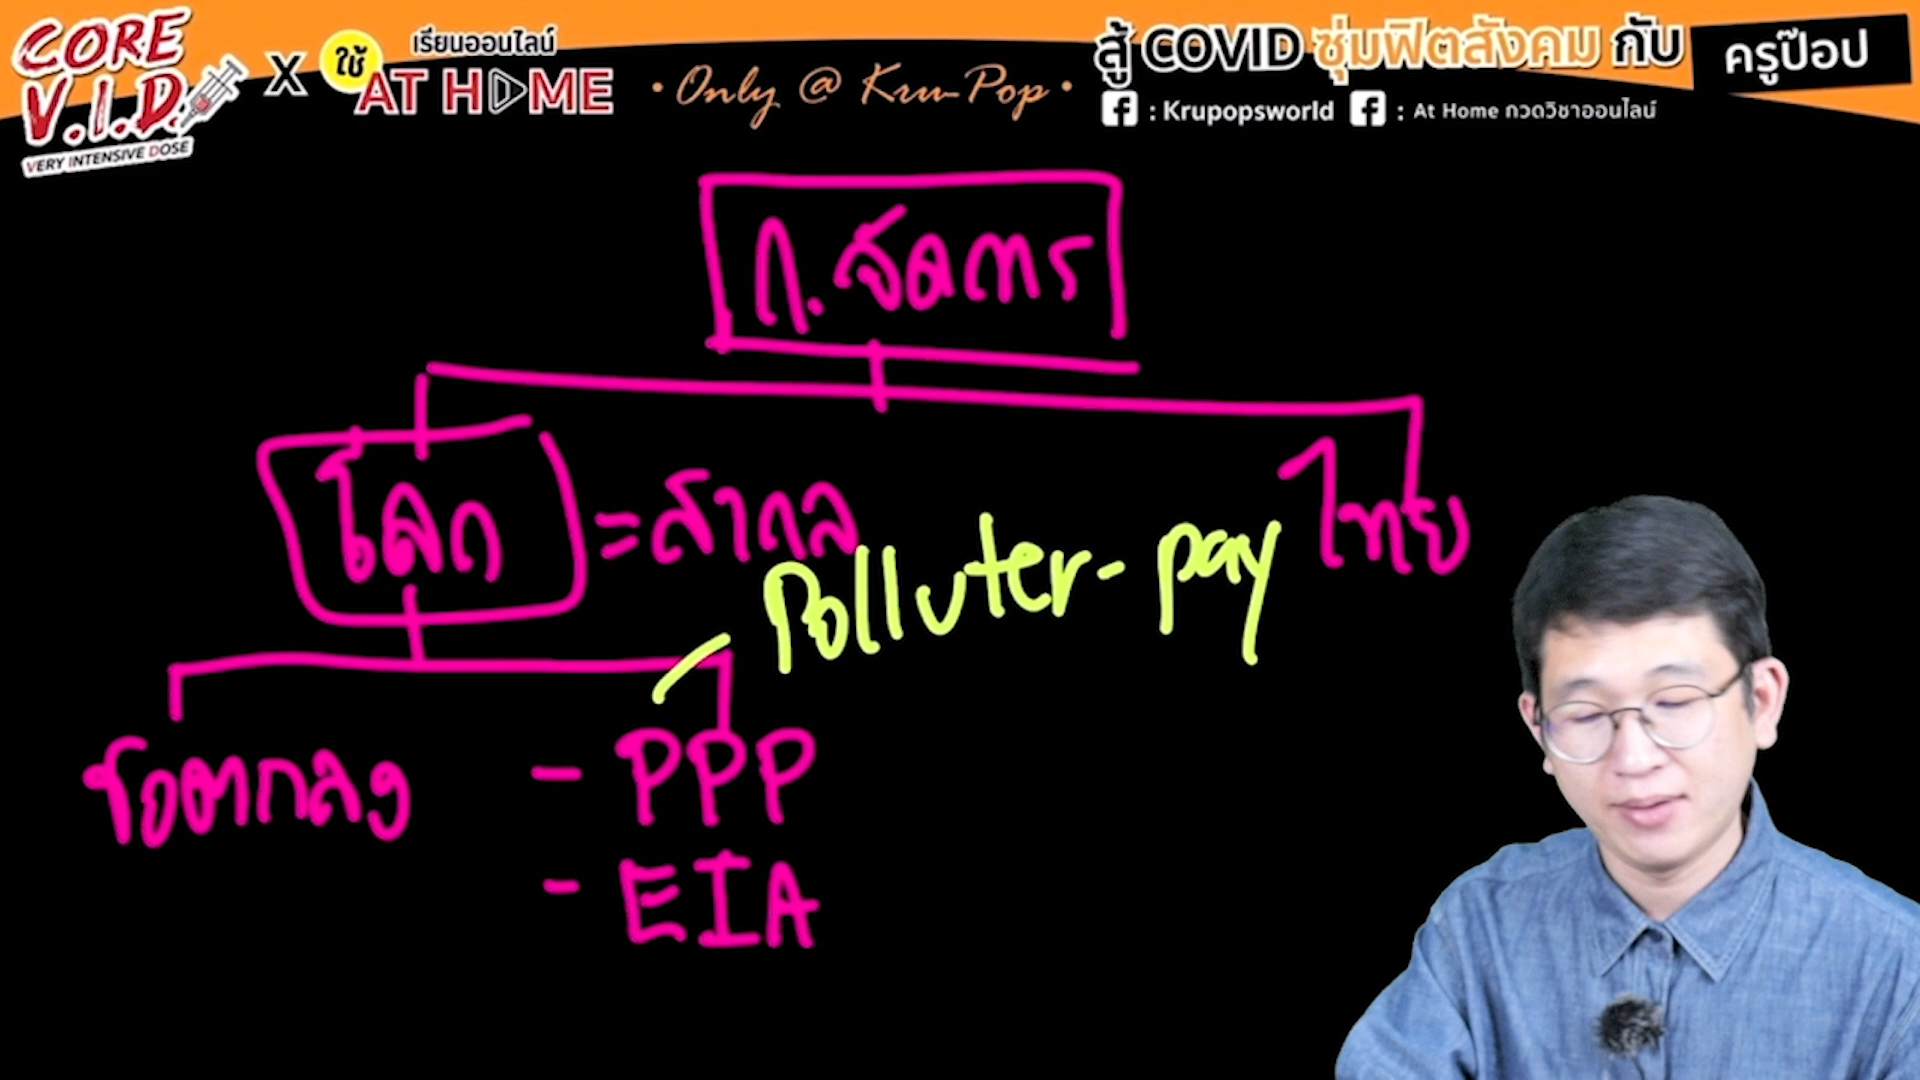 CORE
V.I.D.
VERY INTENSIVE DOSE
X
ใช้
เรียนออนไลน์
AT HOME
• Only @ Kru-Pop •
สู้ COVID ซุ่มฟิตสังคม กับ
ครูป๊อป
: Krupopsworld
: At Home กวดวิชาออนไลน์
ก.จัดการ
โลก = สากล
ไทย
Polluter-pay
ข้อตกลง
- PPP
- EIA